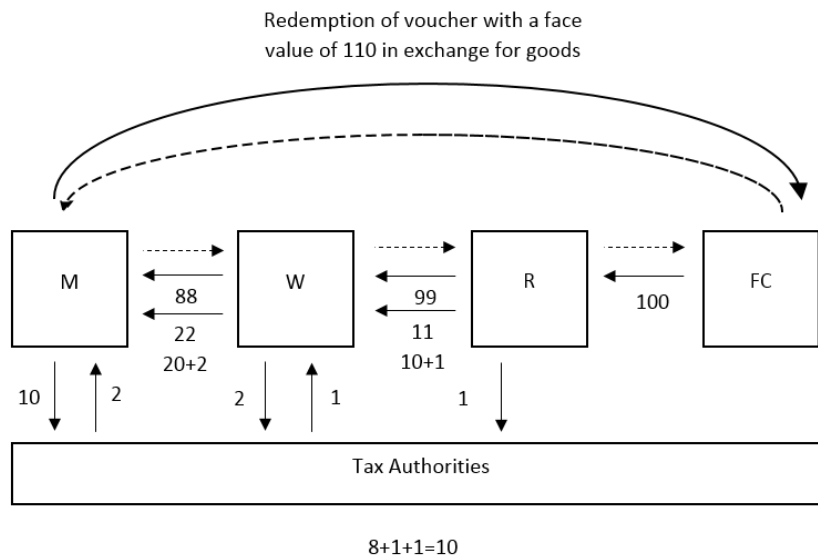 Redemption of voucher with a face
value of 110 in exchange for goods
M
W
R
FC
88
99
100
22
11
20+2
10+1
10
2
2
1
1
Tax Authorities
8+1+1=10